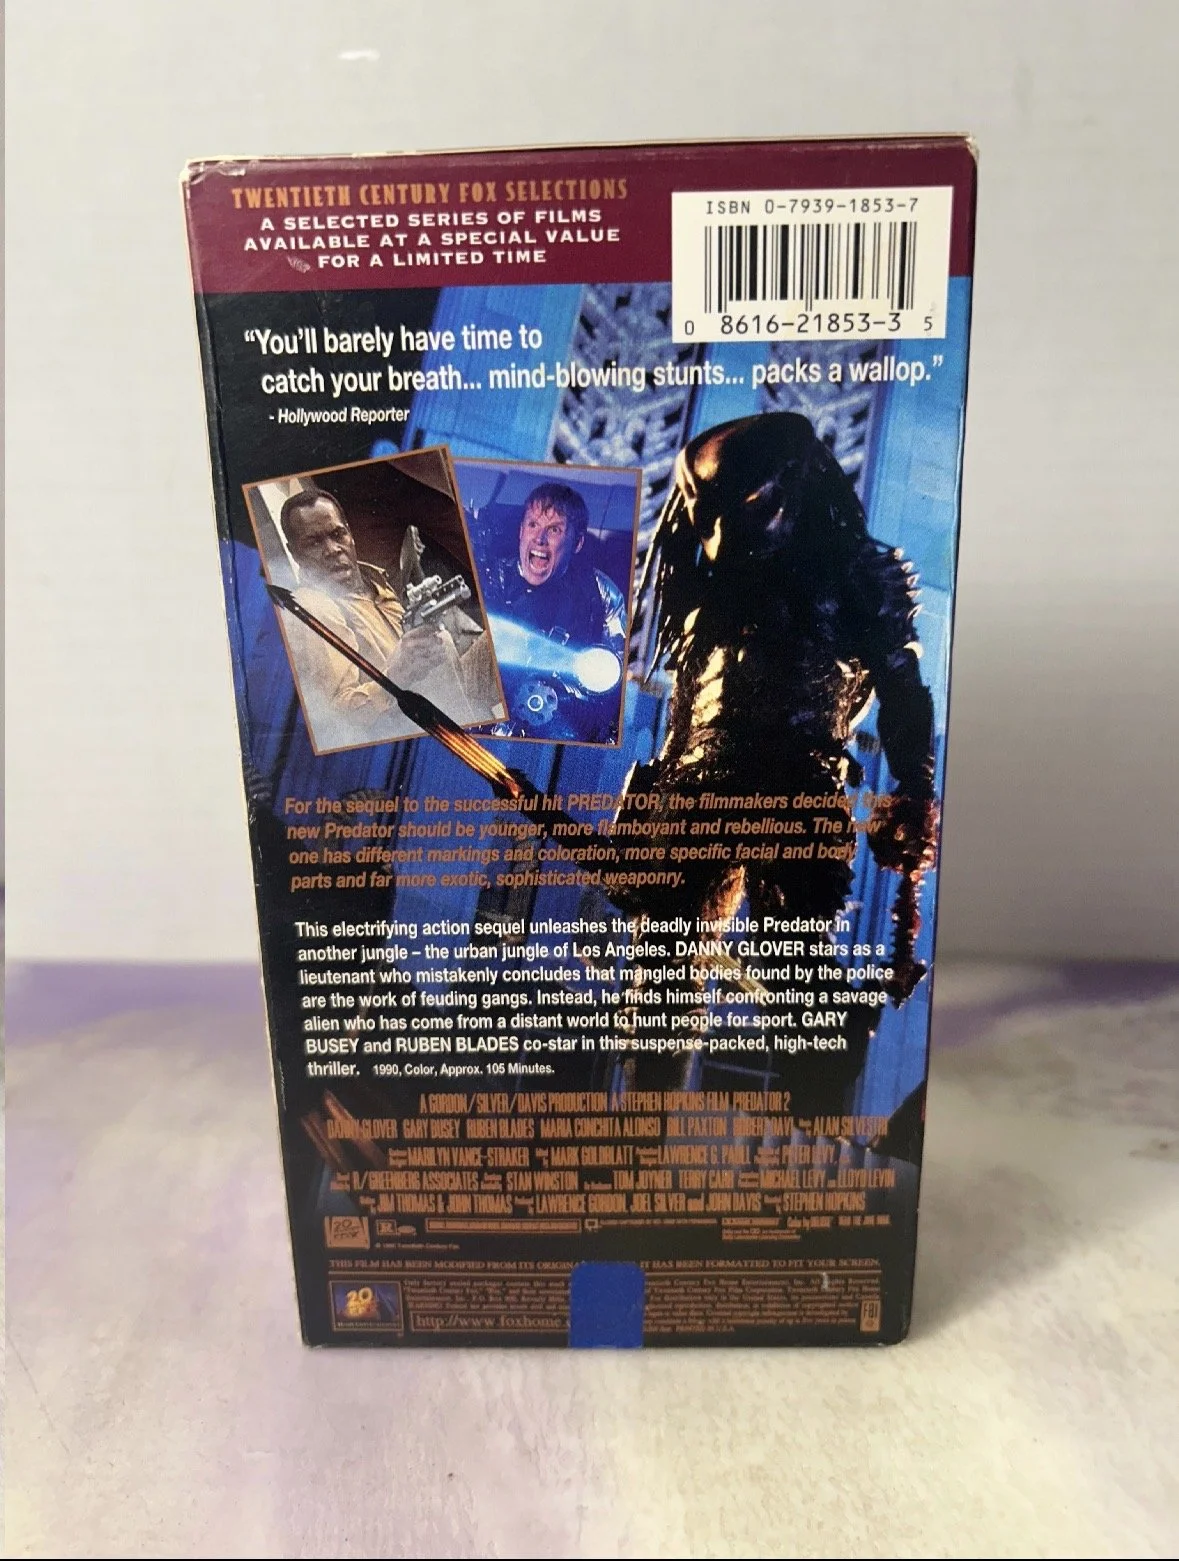 TWENTIETH CENTURY FOX SELECTIONS
A SELECTED SERIES OF FILMS
AVAILABLE AT A SPECIAL VALUE
FOR A LIMITED TIME
ISBN 0-7939-1853-7
0 8616-21853-3 5
“You’ll barely have time to
catch your breath... mind-blowing stunts... packs a wallop.”
- Hollywood Reporter
For the sequel to the successful hit PREDATOR, the filmmakers decided this
new Predator should be younger, more flamboyant and rebellious. The new
one has different markings and coloration, more specific facial and body
parts and far more exotic, sophisticated weaponry.
This electrifying action sequel unleashes the deadly invisible Predator in
another jungle – the urban jungle of Los Angeles. DANNY GLOVER stars as a
lieutenant who mistakenly concludes that mangled bodies found by the police
are the work of feuding gangs. Instead, he finds himself confronting a savage
alien who has come from a distant world to hunt people for sport. GARY
BUSEY and RUBEN BLADES co-star in this suspense-packed, high-tech
thriller. 1990, Color, Approx. 105 Minutes.
A GORDON/SILVER/DAVIS PRODUCTION A STEPHEN HOPKINS FILM PREDATOR 2
DANNY GLOVER GARY BUSEY RUBEN BLADES MARIA CONCHITA ALONSO BILL PAXTON ROBERT DAVI ALAN SILVESTRI
MARILYN VANCE-STRAKER MARK GOLDBLATT LAWRENCE G. PAULL PETER LEVY
R/GREENBERG ASSOCIATES STAN WINSTON TOM JOYNER TERRY CARR MICHAEL LEVY LLOYD LEVIN
JIM THOMAS & JOHN THOMAS LAWRENCE GORDON, JOEL SILVER and JOHN DAVIS STEPHEN HOPKINS
R
THIS FILM HAS BEEN MODIFIED FROM ITS IT HAS BEEN FORMATTED TO FIT YOUR SCREEN.
20
FBI
http://www.foxhome.